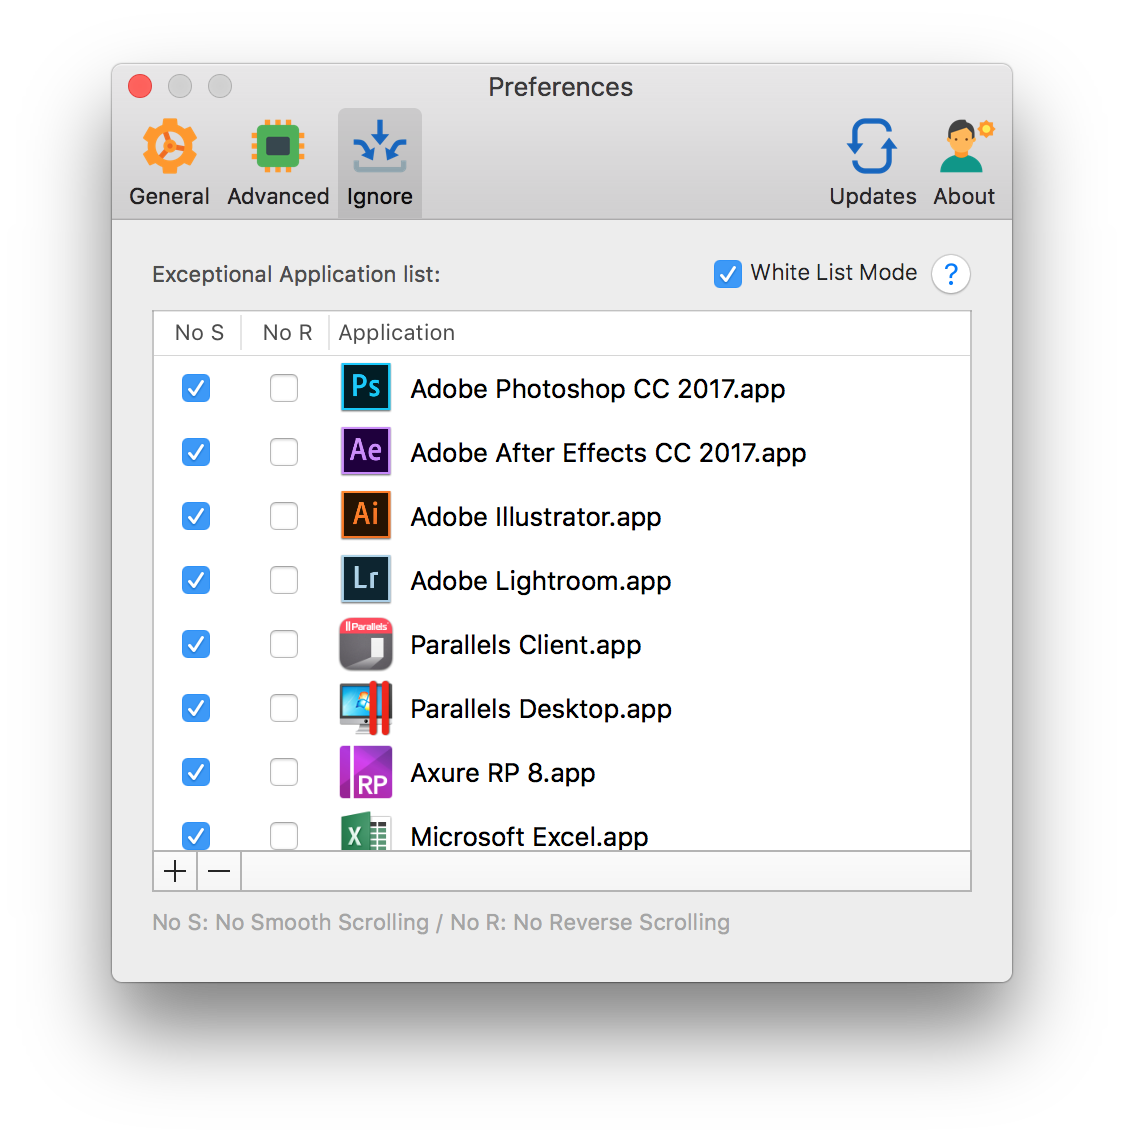 Preferences
General Advanced Ignore Updates About
Exceptional Application list: White List Mode ?
No S No R Application
Ps Adobe Photoshop CC 2017.app
Ae Adobe After Effects CC 2017.app
Ai Adobe Illustrator.app
Lr Adobe Lightroom.app
Parallels Parallels Client.app
Parallels Desktop.app
RP Axure RP 8.app
X Microsoft Excel.app
No S: No Smooth Scrolling / No R: No Reverse Scrolling